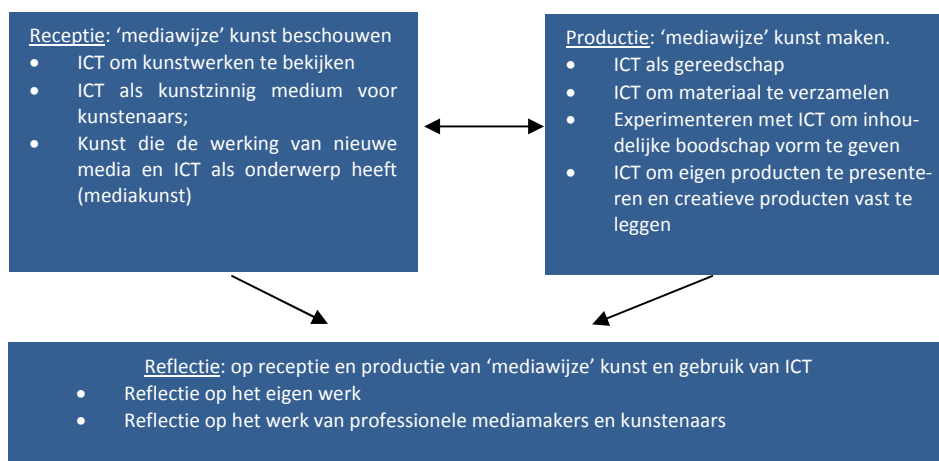 Receptie: ‘mediawijze’ kunst beschouwen
• ICT om kunstwerken te bekijken
• ICT als kunstzinnig medium voor
kunstenaars;
• Kunst die de werking van nieuwe
media en ICT als onderwerp heeft
(mediakunst)
Productie: ‘mediawijze’ kunst maken.
• ICT als gereedschap
• ICT om materiaal te verzamelen
• Experimenteren met ICT om inhou-
delijke boodschap vorm te geven
• ICT om eigen producten te presente-
ren en creatieve producten vast te
leggen
Reflectie: op receptie en productie van ‘mediawijze’ kunst en gebruik van ICT
• Reflectie op het eigen werk
• Reflectie op het werk van professionele mediamakers en kunstenaars